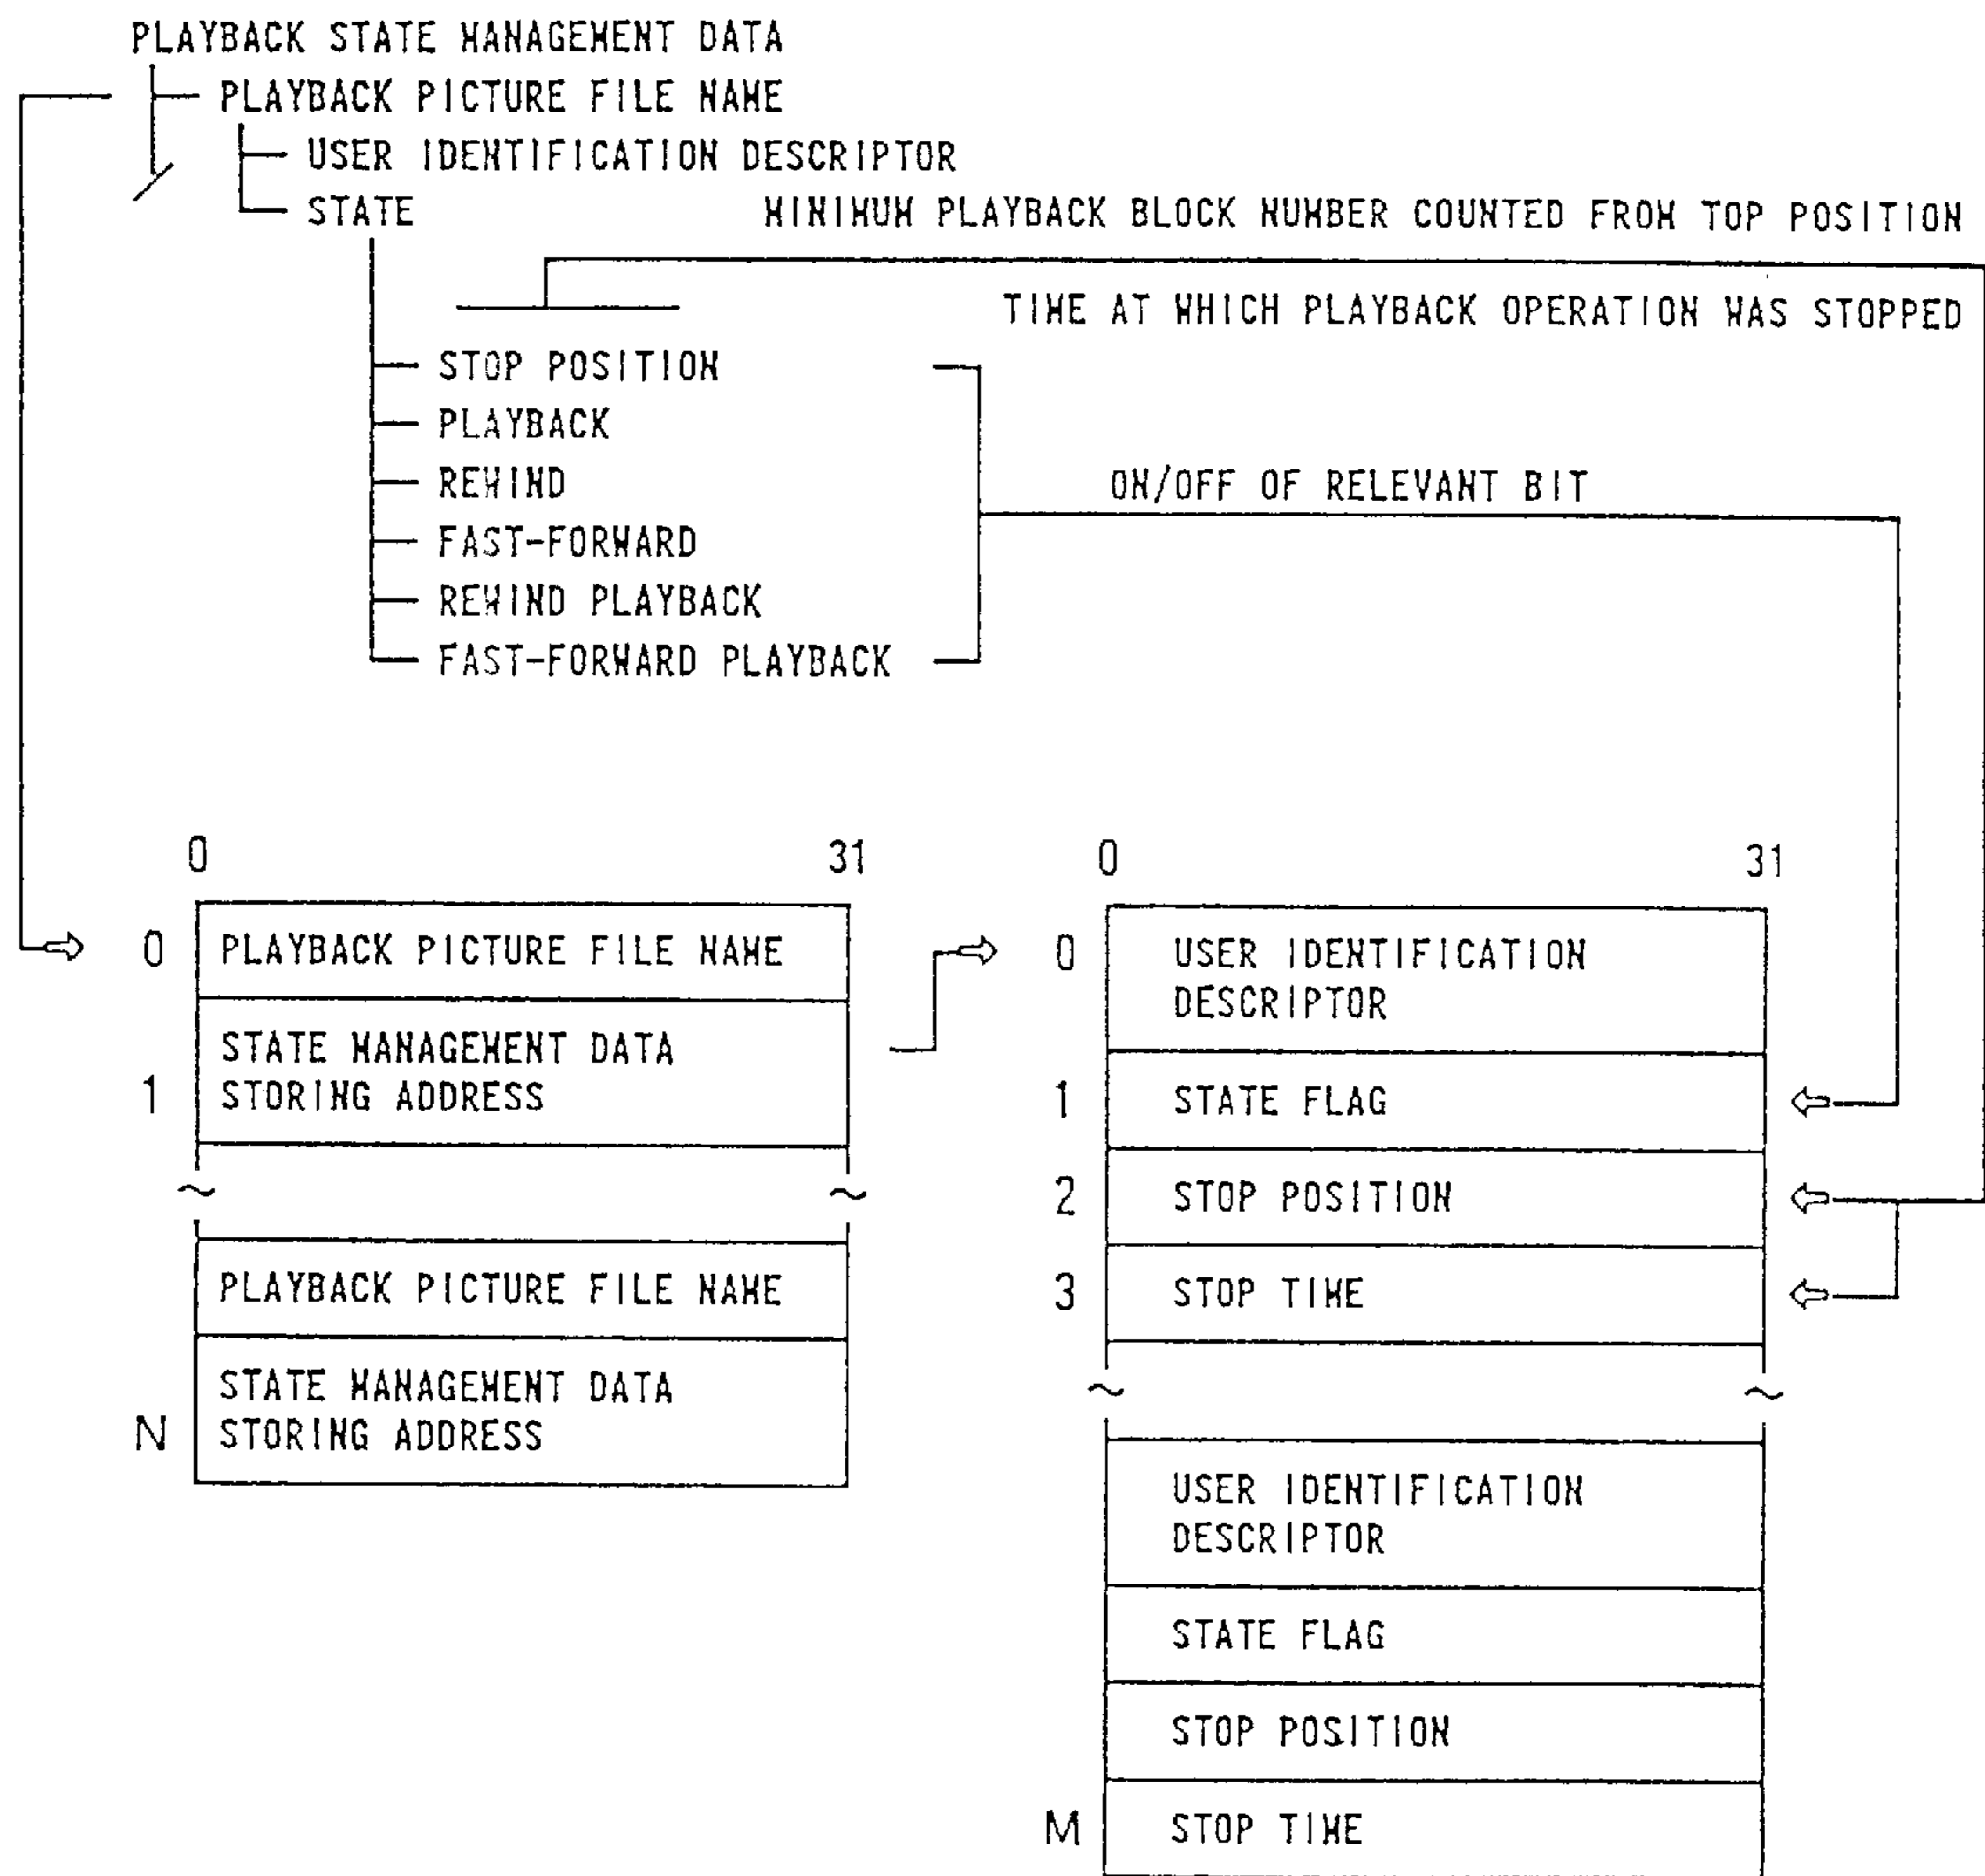 PLAYBACK STATE MANAGEMENT DATA
PLAYBACK PICTURE FILE NAME
USER IDENTIFICATION DESCRIPTOR
STATE
MINIMUM PLAYBACK BLOCK NUMBER COUNTED FROM TOP POSITION
TIME AT WHICH PLAYBACK OPERATION WAS STOPPED
STOP POSITION
PLAYBACK
REWIND
FAST-FORWARD
REWIND PLAYBACK
FAST-FORWARD PLAYBACK
ON/OFF OF RELEVANT BIT
0 31
0 PLAYBACK PICTURE FILE NAME
STATE MANAGEMENT DATA
1 STORING ADDRESS
PLAYBACK PICTURE FILE NAME
STATE MANAGEMENT DATA
N STORING ADDRESS
0 31
0 USER IDENTIFICATION
DESCRIPTOR
1 STATE FLAG
2 STOP POSITION
3 STOP TIME
USER IDENTIFICATION
DESCRIPTOR
STATE FLAG
STOP POSITION
M STOP TIME